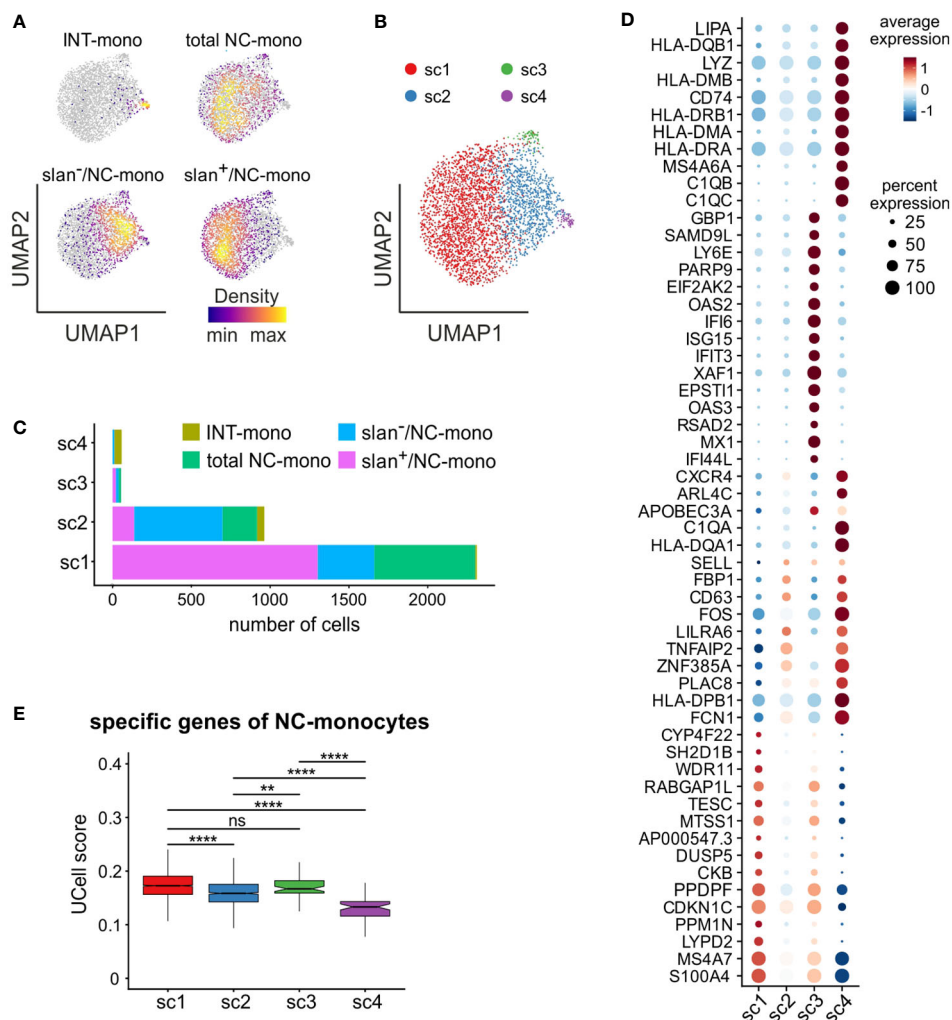 A
INT-mono
total NC-mono
slan⁻/NC-mono
slan⁺/NC-mono
UMAP2
UMAP1
Density
min max
B
sc1
sc2
sc3
sc4
UMAP2
UMAP1
C
INT-mono
total NC-mono
slan⁻/NC-mono
slan⁺/NC-mono
sc4
sc3
sc2
sc1
0 500 1000 1500 2000
number of cells
D
LIPA
HLA-DQB1
LYZ
HLA-DMB
CD74
HLA-DRB1
HLA-DMA
HLA-DRA
MS4A6A
C1QB
C1QC
GBP1
SAMD9L
LY6E
PARP9
EIF2AK2
OAS2
IFI6
ISG15
IFIT3
XAF1
EPSTI1
OAS3
RSAD2
MX1
IFI44L
CXCR4
ARL4C
APOBEC3A
C1QA
HLA-DQA1
SELL
FBP1
CD63
FOS
LILRA6
TNFAIP2
ZNF385A
PLAC8
HLA-DPB1
FCN1
CYP4F22
SH2D1B
WDR11
RABGAP1L
TESC
MTSS1
AP000547.3
DUSP5
CKB
PPDPF
CDKN1C
PPM1N
LYPD2
MS4A7
S100A4
sc1 sc2 sc3 sc4
average
expression
1
0
-1
percent
expression
25
50
75
100
E
specific genes of NC-monocytes
UCell score
0.4
0.3
0.2
0.1
0
****
****
**
****
ns
****
sc1 sc2 sc3 sc4